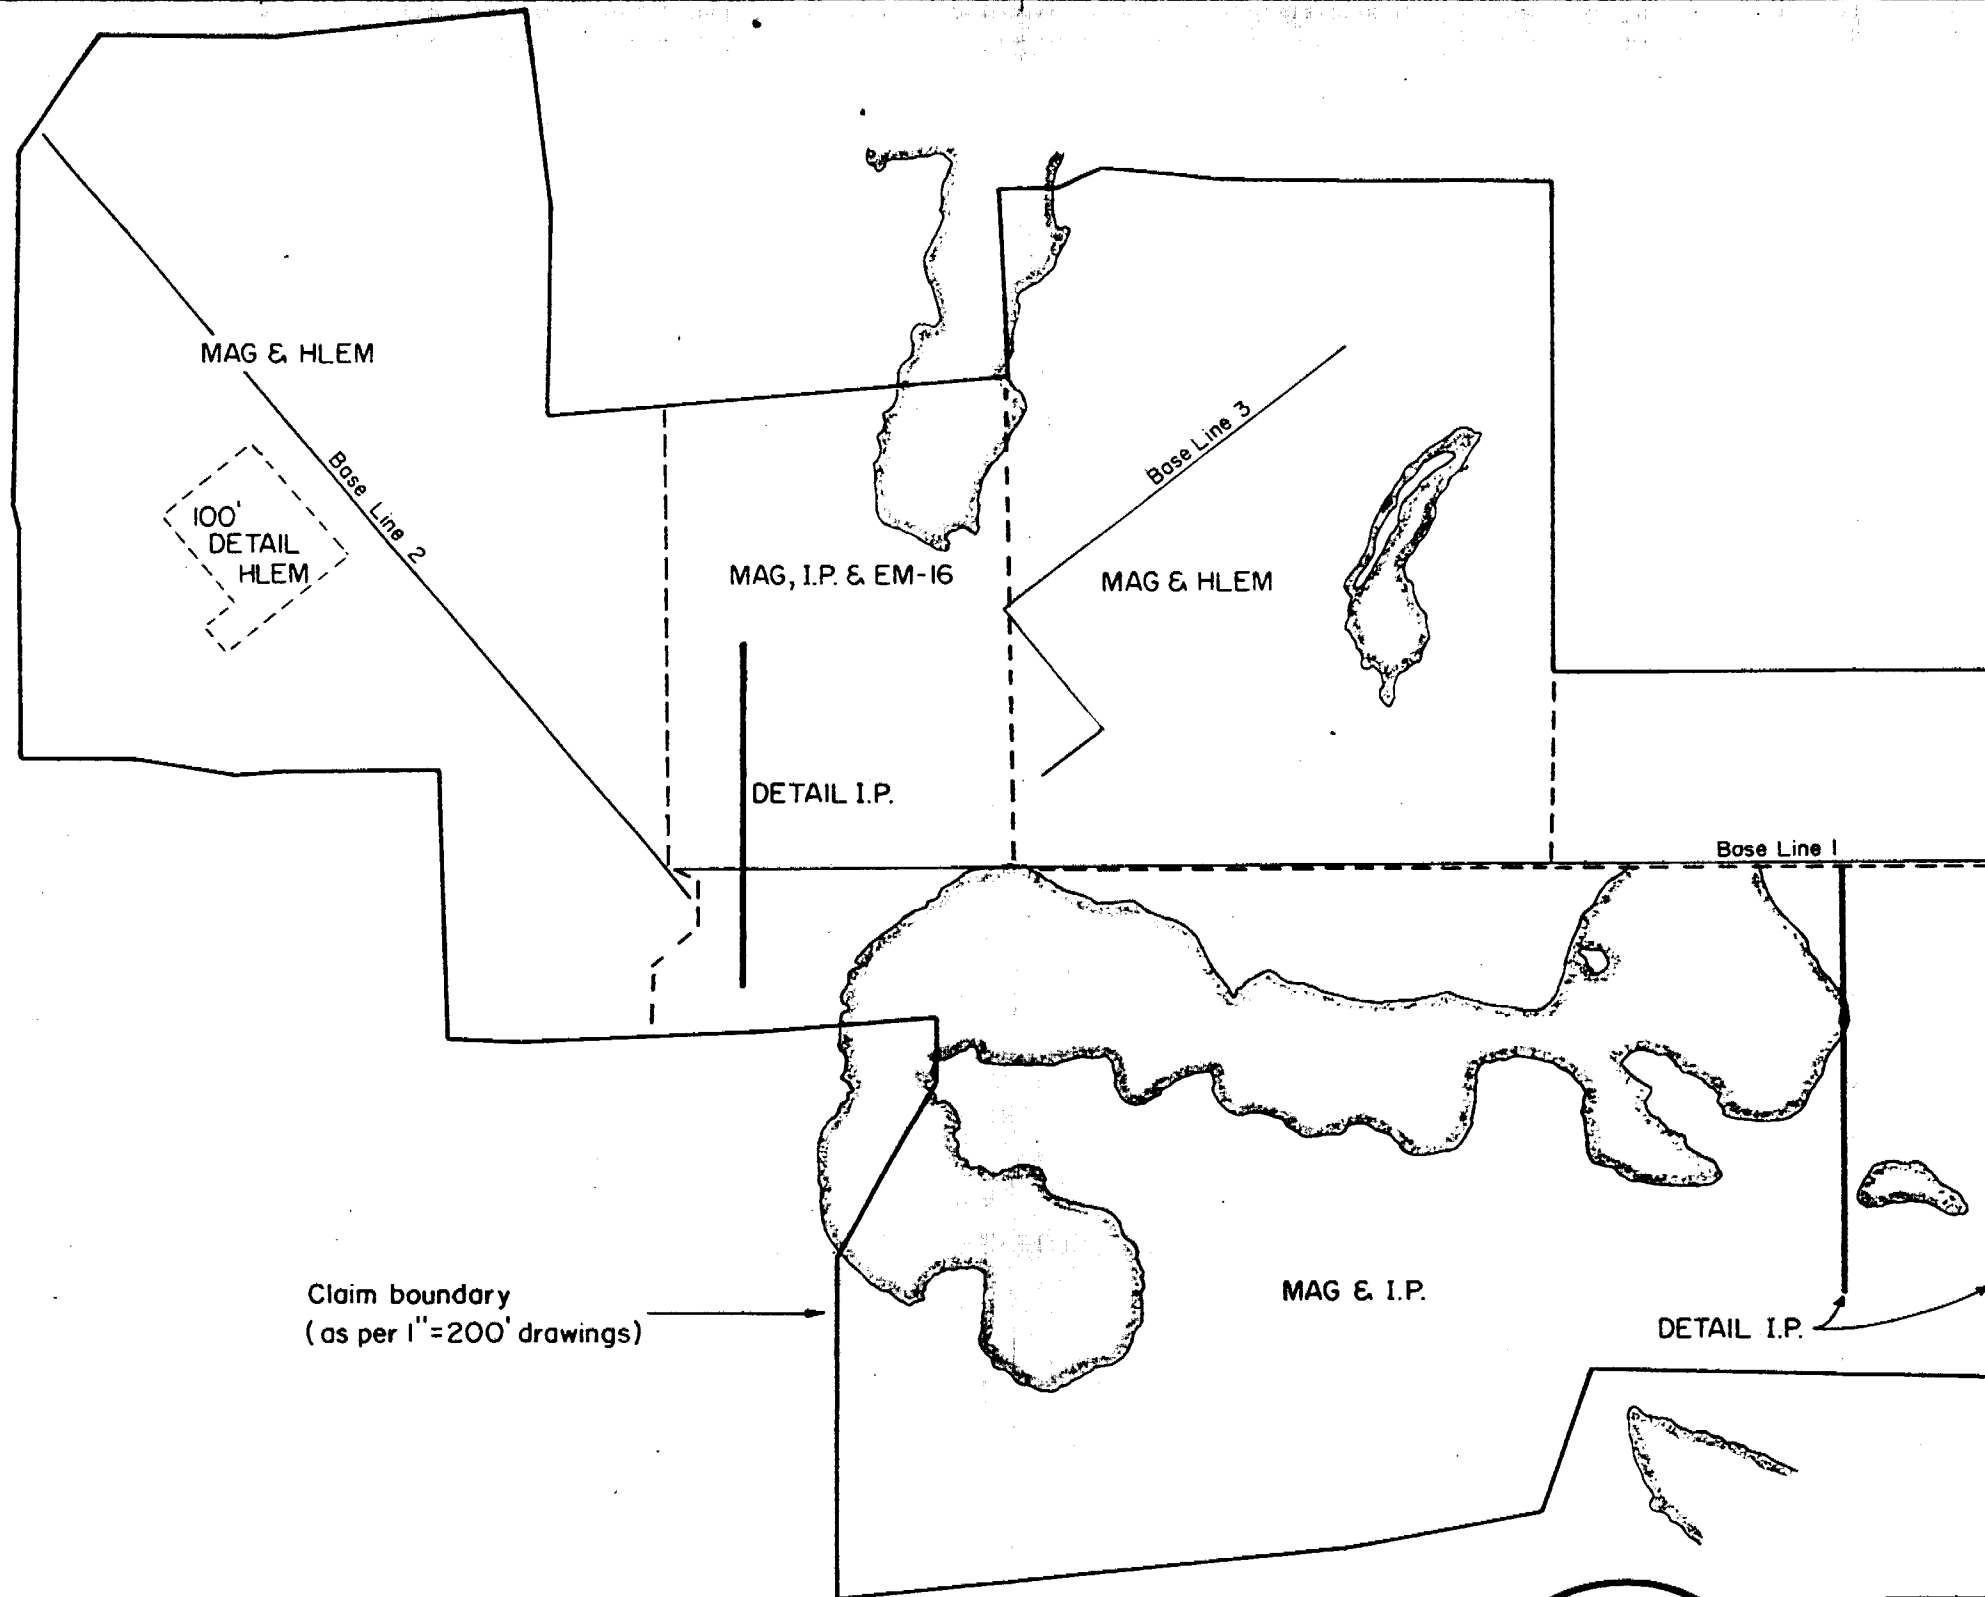 MAG & HLEM
Base Line 2
100'
DETAIL
HLEM
Base Line 3
MAG, I.P. & EM-16
MAG & HLEM
DETAIL I.P.
Base Line 1
Claim boundary
(as per 1"=200' drawings)
MAG & I.P.
DETAIL I.P.